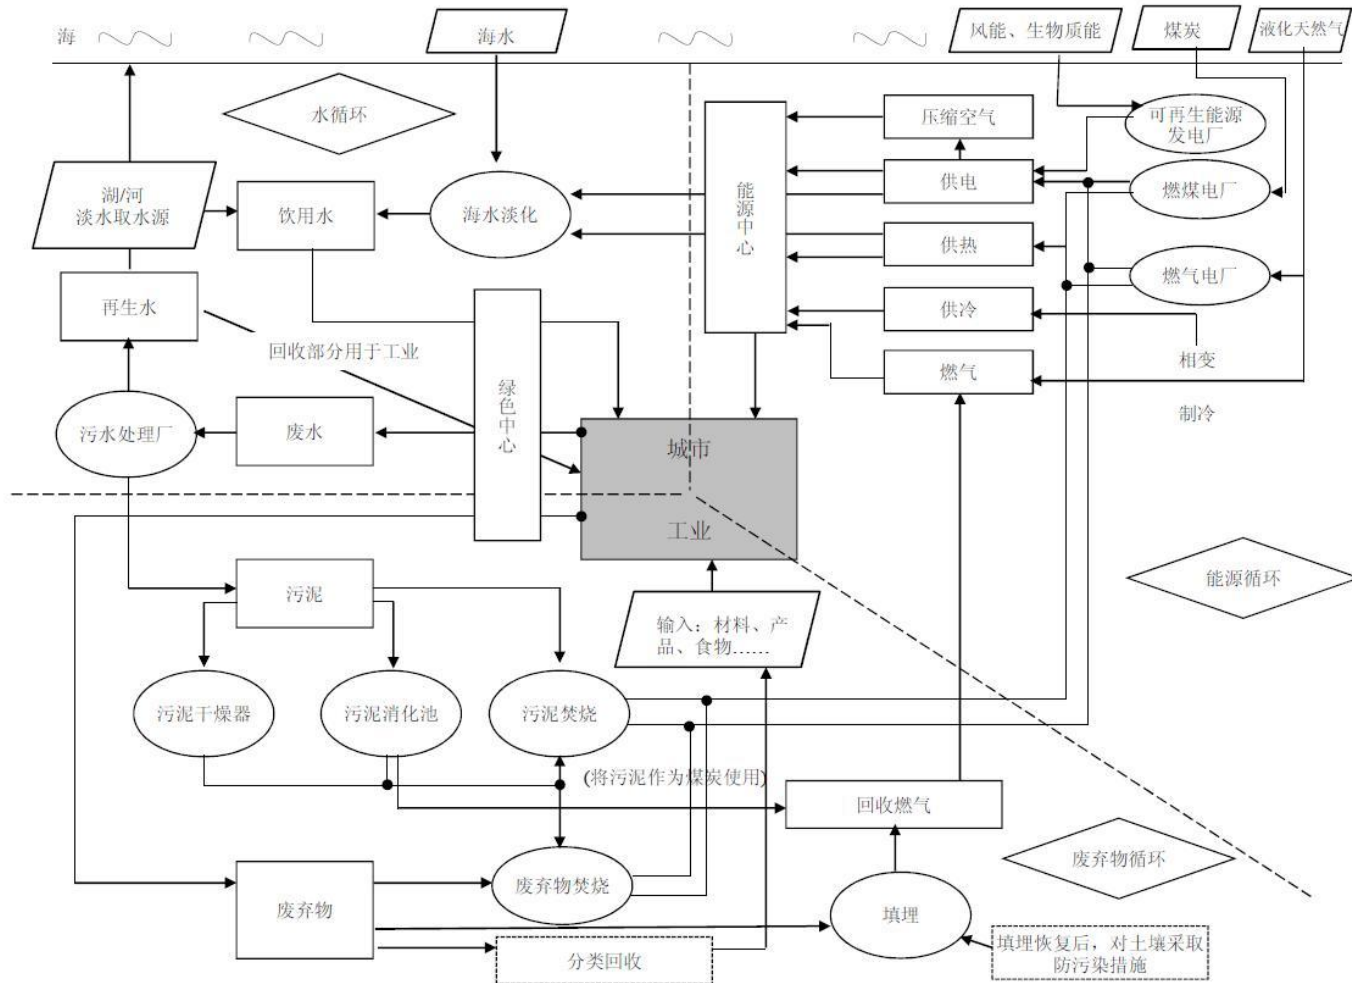 海
海水
风能、生物质能
煤炭
液化天然气
水循环
压缩空气
可再生能源
发电厂
湖/河
淡水取水源
饮用水
海水淡化
能源中心
供电
燃煤电厂
供热
燃气电厂
再生水
供冷
回收部分用于工业
燃气
相变
制冷
绿色中心
污水处理厂
废水
城市
工业
能源循环
污泥
输入：材料、产
品、食物……
污泥干燥器
污泥消化池
污泥焚烧
(将污泥作为煤炭使用)
回收燃气
废弃物循环
废弃物
废弃物焚烧
填埋
分类回收
填埋恢复后，对土壤采取
防污染措施